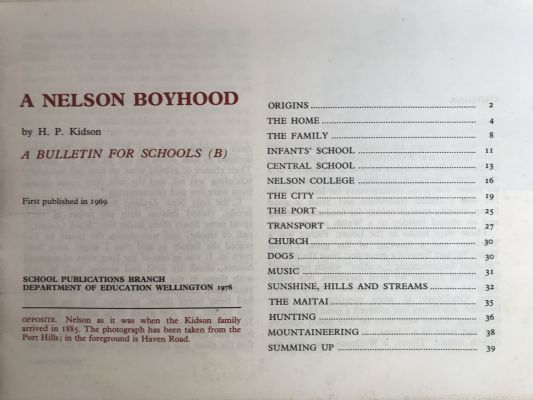 A NELSON BOYHOOD
by H. P. Kidson
A BULLETIN FOR SCHOOLS (B)
First published in 1969
SCHOOL PUBLICATIONS BRANCH
DEPARTMENT OF EDUCATION WELLINGTON 1978
OPPOSITE. Nelson as it was when the Kidson family
arrived in 1885. The photograph has been taken from the
Port Hills; in the foreground is Haven Road.
ORIGINS 2
THE HOME 4
THE FAMILY 8
INFANTS' SCHOOL 11
CENTRAL SCHOOL 13
NELSON COLLEGE 16
THE CITY 19
THE PORT 25
TRANSPORT 27
CHURCH 30
DOGS 30
MUSIC 31
SUNSHINE, HILLS AND STREAMS 32
THE MAITAI 35
HUNTING 36
MOUNTAINEERING 38
SUMMING UP 39